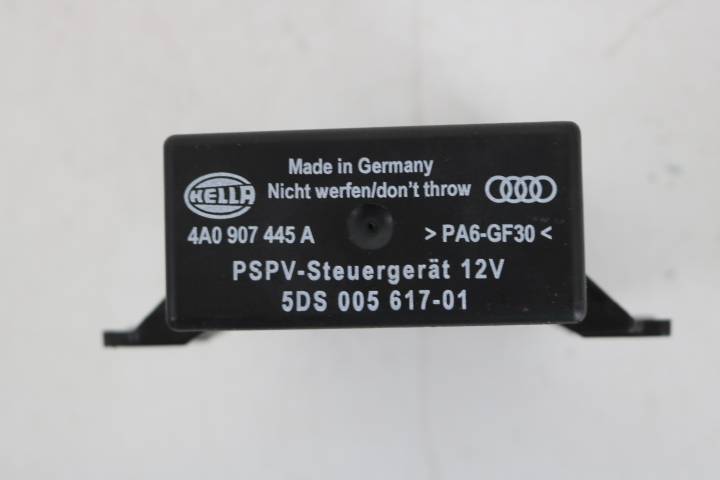 Made in Germany
HELLA Nicht werfen/don't throw
4A0 907 445 A > PA6-GF30 <
PSPV-Steuergerät 12V
5DS 005 617-01